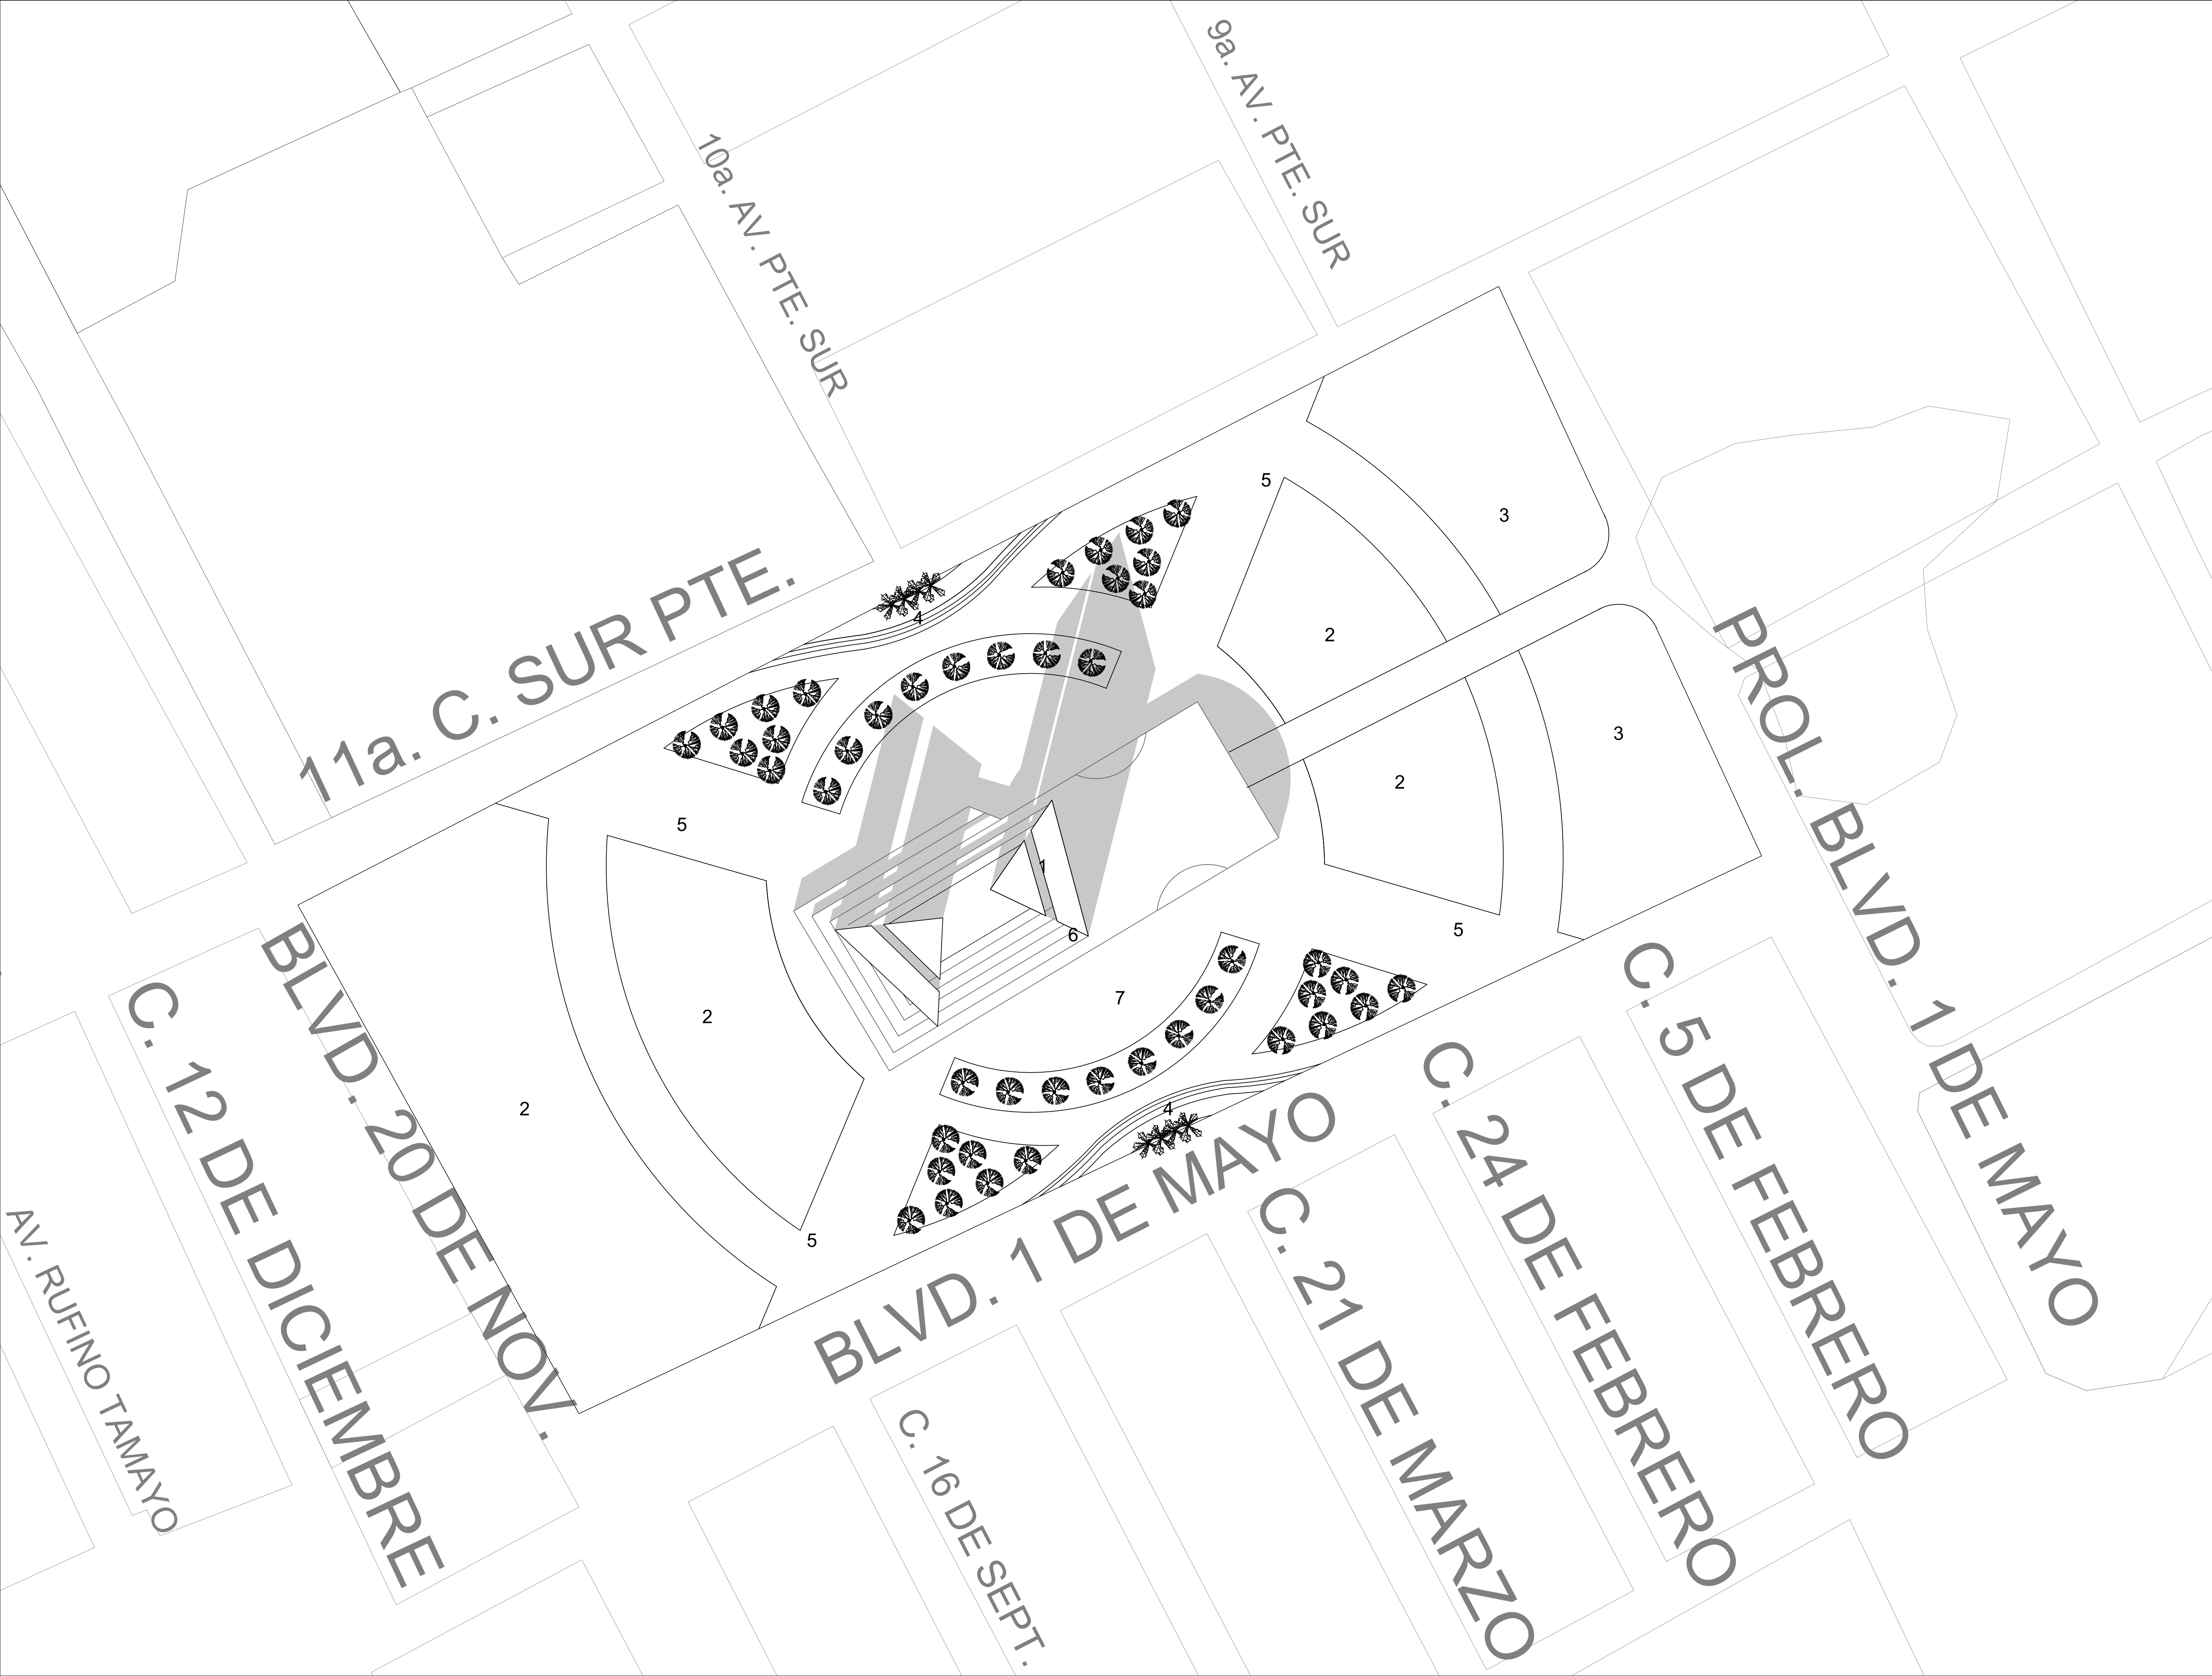 9a. AV. PTE. SUR
10a. AV. PTE. SUR
5
3
11a. C. SUR PTE.
4
2
PROL. BLVD. 1 DE MAYO
3
2
5
1
6
5
7
2
BLVD. 20 DE NOV.
C. 12 DE DICIEMBRE
2
4
C. 5 DE FEBRERO
C. 24 DE FEBRERO
BLVD. 1 DE MAYO
C. 21 DE MARZO
AV. RUFINO TAMAYO
5
C. 16 DE SEPT.